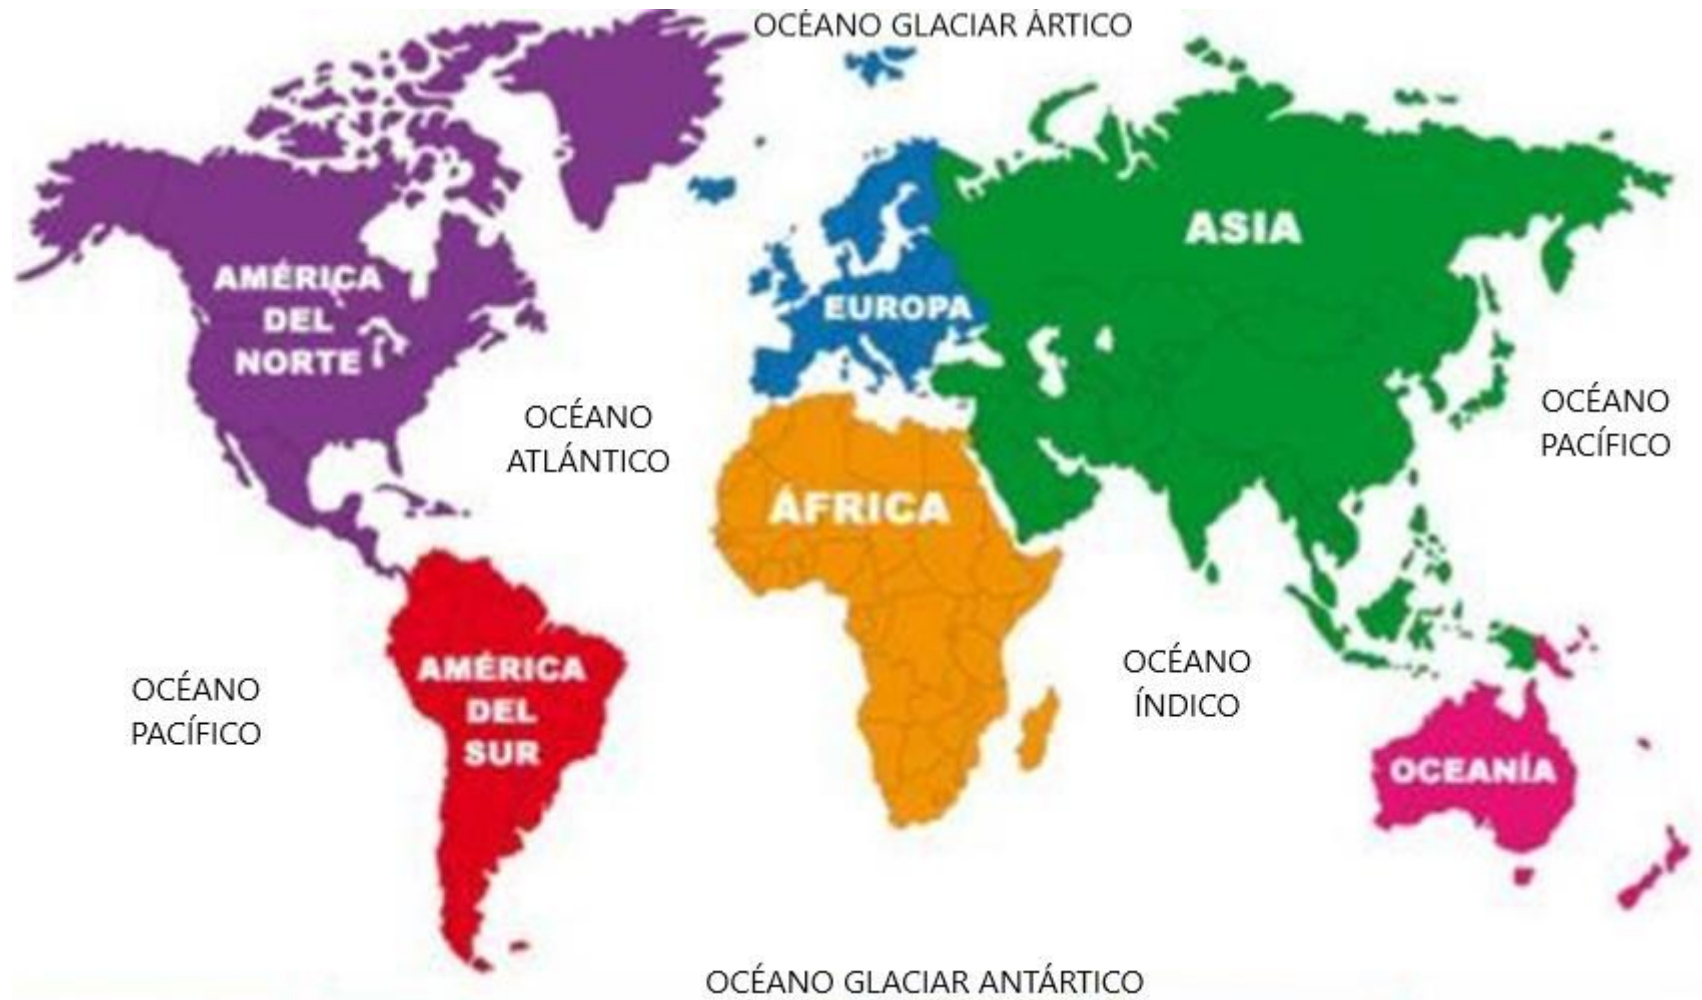 OCÉANO GLACIAR ÁRTICO
ASIA
AMÉRICA
DEL
NORTE
EUROPA
OCÉANO
ATLÁNTICO
OCÉANO
PACÍFICO
ÁFRICA
AMÉRICA
DEL
SUR
OCÉANO
ÍNDICO
OCÉANO
PACÍFICO
OCEANÍA
OCÉANO GLACIAR ANTÁRTICO